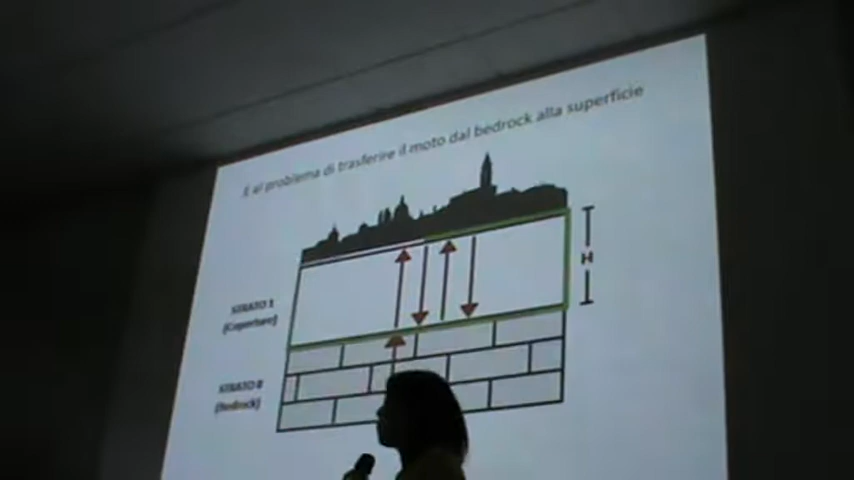 E al problema di trasferire il moto dal bedrock alla superficie
H
STRATO 1
(Coperture)
STRATO 0
(Bedrock)